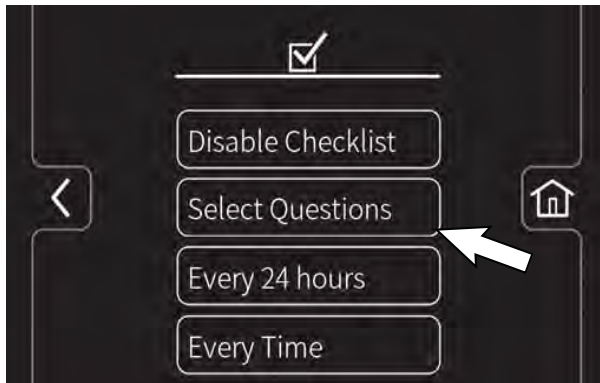 Disable Checklist
Select Questions
Every 24 hours
Every Time